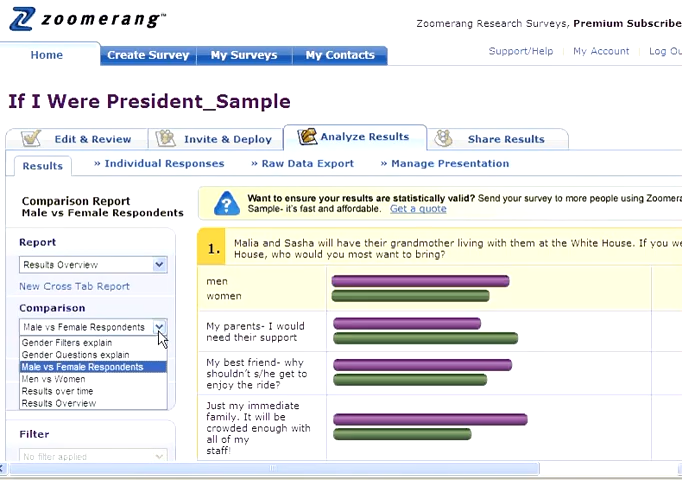 zoomerang™
Zoomerang Research Surveys, Premium Subscribe
Home
Create Survey
My Surveys
My Contacts
Support/Help
My Account
Log Ou
If I Were President_Sample
Edit & Review
Invite & Deploy
Analyze Results
Share Results
Results
» Individual Responses
» Raw Data Export
» Manage Presentation
Comparison Report
Male vs Female Respondents
Report
Results Overview
New Cross Tab Report
Comparison
Male vs Female Respondents
Gender Filters explain
Gender Questions explain
Male vs Female Respondents
Men vs Women
Results over time
Results Overview
Filter
No filter applied
?
Want to ensure your results are statistically valid? Send your survey to more people using Zoomera
Sample- it's fast and affordable. Get a quote
1.
Malia and Sasha will have their grandmother living with them at the White House. If you we
House, who would you most want to bring?
men
women
My parents- I would
need their support
My best friend- why
shouldn't s/he get to
enjoy the ride?
Just my immediate
family. It will be
crowded enough with
all of my
staff!